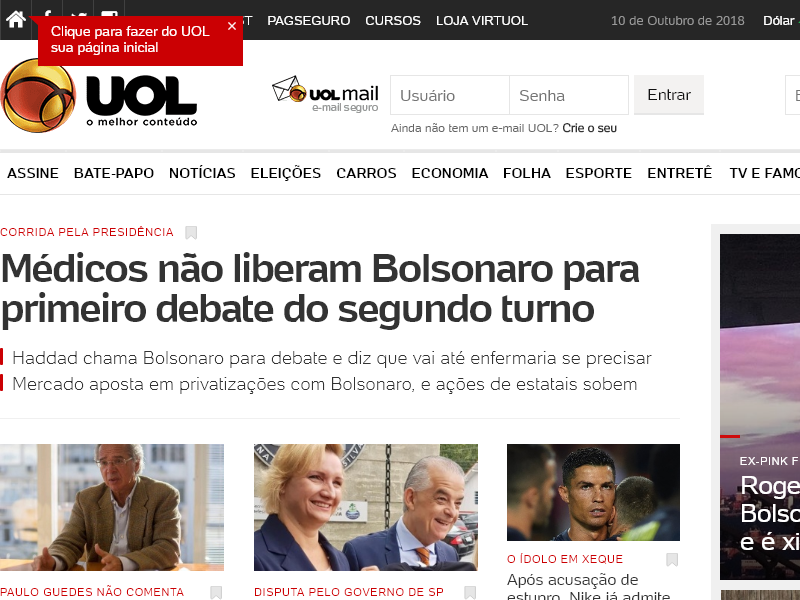 Clique para fazer do UOL
sua página inicial
PAGSEGURO CURSOS LOJA VIRTUOL
10 de Outubro de 2018 Dólar
UOL
o melhor conteúdo
UOL mail
e-mail seguro
Usuário Senha Entrar
Ainda não tem um e-mail UOL? Crie o seu
ASSINE BATE-PAPO NOTÍCIAS ELEIÇÕES CARROS ECONOMIA FOLHA ESPORTE ENTRETÊ TV E FAMO
CORRIDA PELA PRESIDÊNCIA
Médicos não liberam Bolsonaro para
primeiro debate do segundo turno
Haddad chama Bolsonaro para debate e diz que vai até enfermaria se precisar
Mercado aposta em privatizações com Bolsonaro, e ações de estatais sobem
PAULO GUEDES NÃO COMENTA
DISPUTA PELO GOVERNO DE SP
O ÍDOLO EM XEQUE
Após acusação de
estupro, Nike já admite
EX-PINK F
Roge
Bolso
e é xi